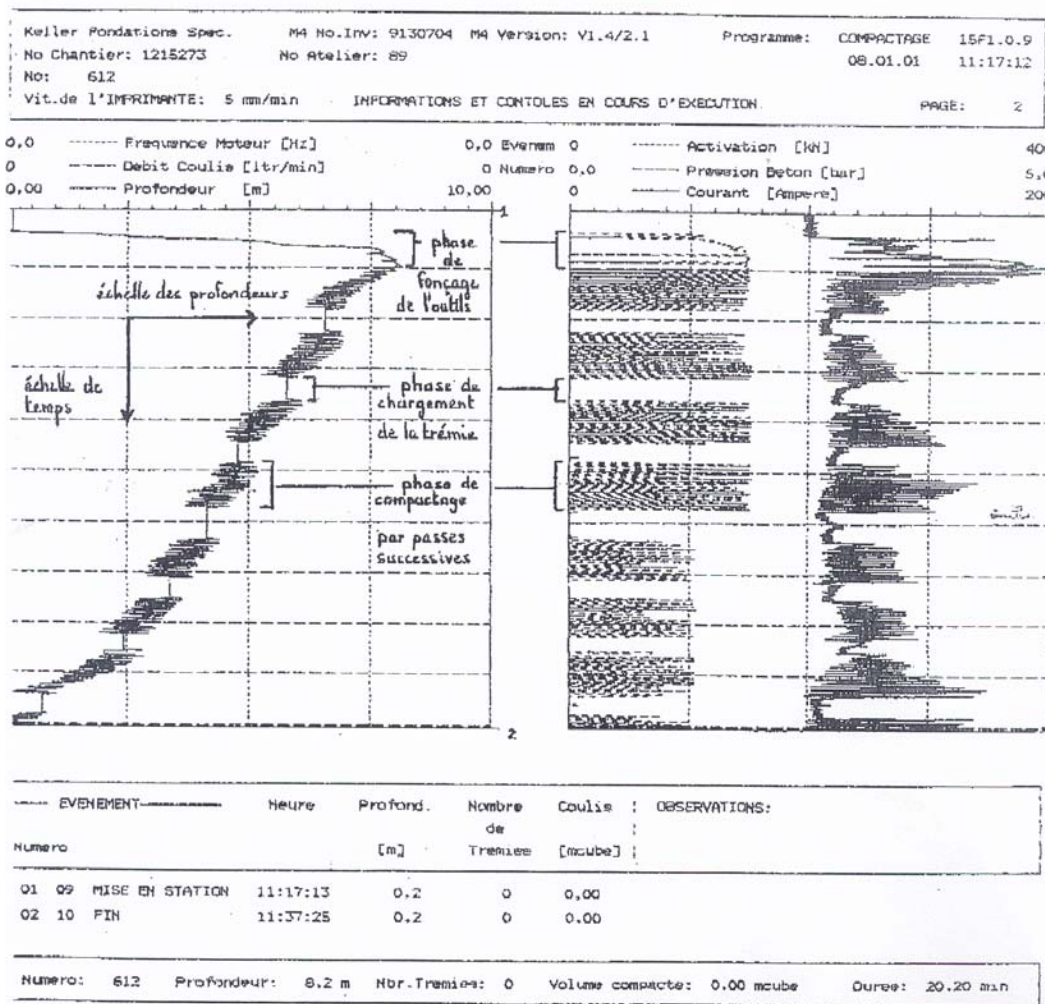 Keller Fondations Spec. M4 No.Inv: 9130704 M4 Version: V1.4/2.1 Programme: COMPACTAGE 15F1.0.9
No Chantier: 1215273 No Atelier: 89 08.01.01 11:17:12
No: 612
Vit.de l'IMPRIMANTE: 5 mm/min INFORMATIONS ET CONTOLES EN COURS D'EXECUTION PAGE: 2
0,0 Frequence Moteur [Hz] 0,0 Evenem 0 Activation [kN] 40
0 Debit Coulis [ltr/min] 0 Numero 0,0 Pression Beton [bar] 5,0
0,00 Profondeur [m] 10,00 0 Courant [Ampere] 20
1
phase de
fonçage
de l'outils
échelle des profondeurs
échelle de
temps
phase de
chargement
de la trémie
phase de
compactage
par passes
successives
2
EVENEMENT Heure Profond. Nombre Coulis OBSERVATIONS:
de
Numero [m] Tremiee [mcube]
01 09 MISE EN STATION 11:17:13 0.2 0 0,00
02 10 FIN 11:37:25 0.2 0 0.00
Numero: 612 Profondeur: 8.2 m Nbr.Tremies: 0 Volume compacte: 0.00 mcube Duree: 20.20 min